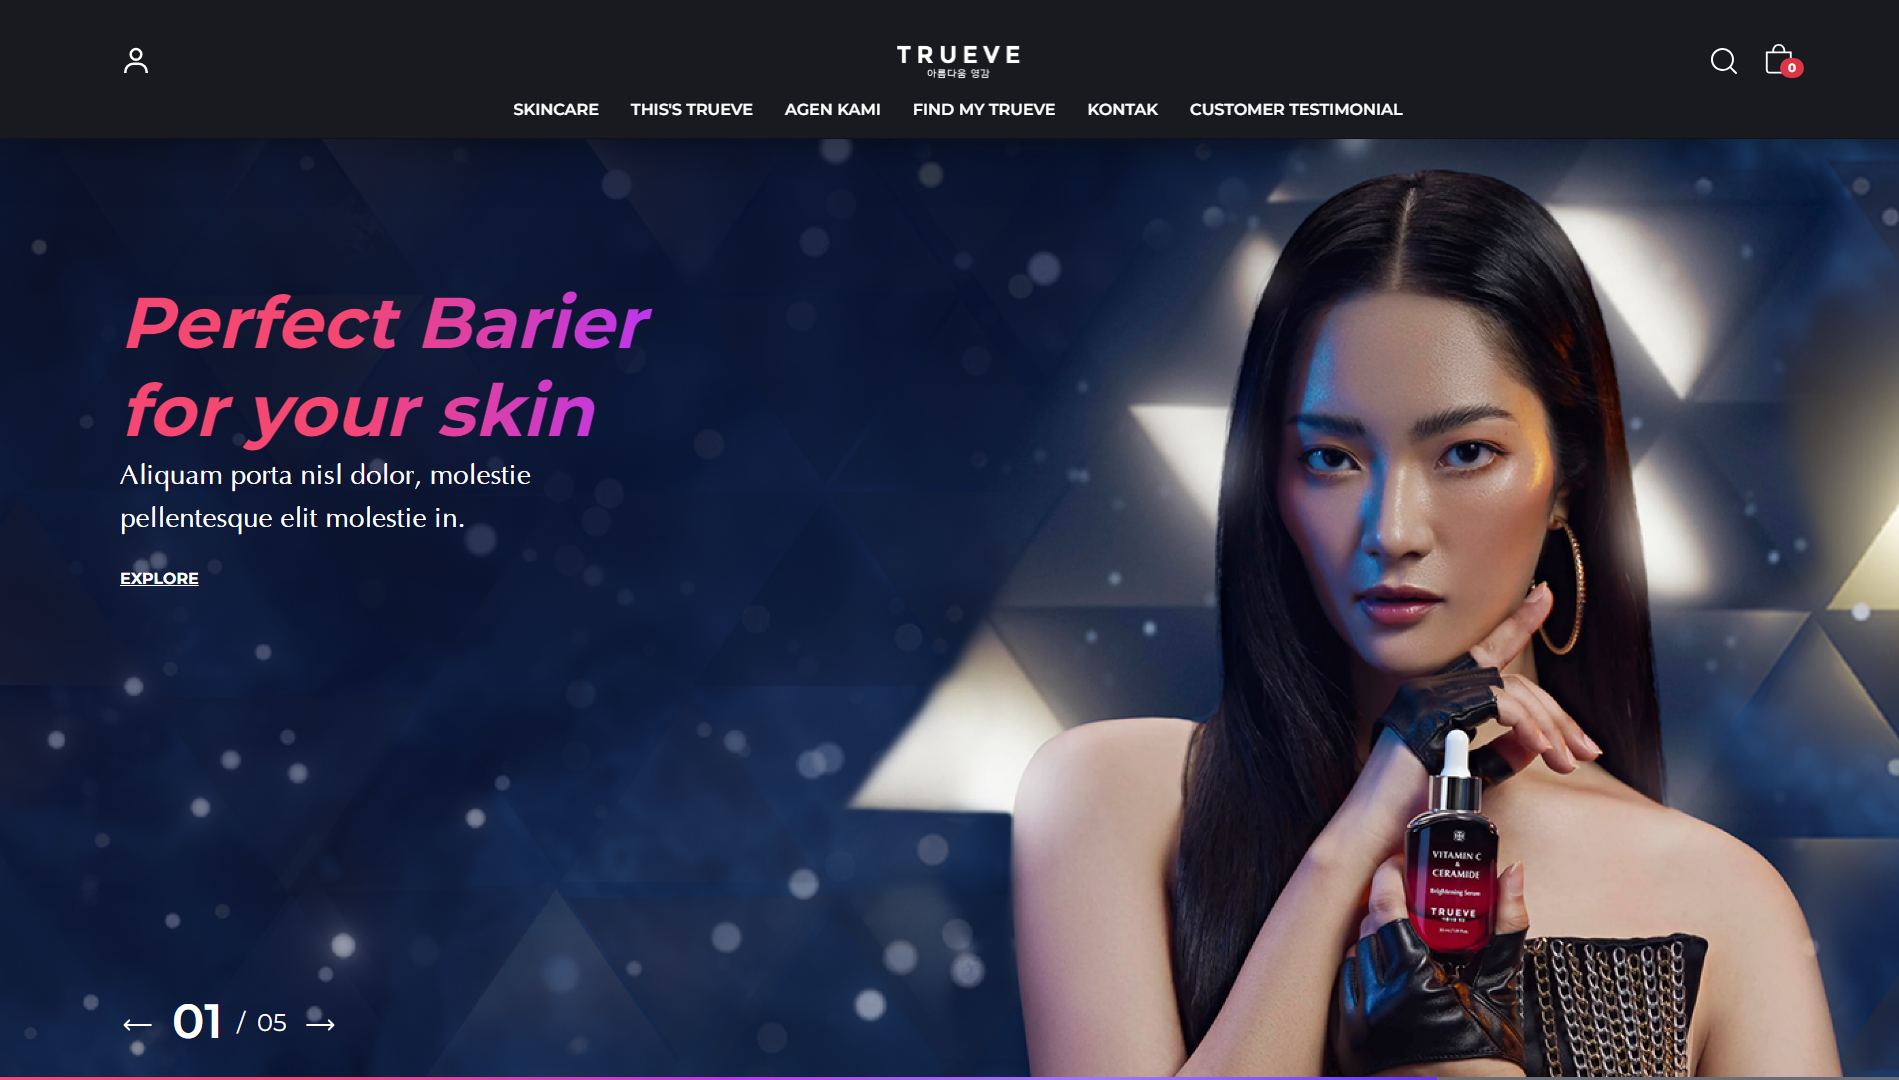 TRUEVE
아름다움 영감
0
SKINCARE THIS'S TRUEVE AGEN KAMI FIND MY TRUEVE KONTAK CUSTOMER TESTIMONIAL
Perfect Barier
for your skin
Aliquam porta nisl dolor, molestie
pellentesque elit molestie in.
EXPLORE
VITAMIN C
&
CERAMIDE
Brightening Serum
TRUEVE
01 / 05